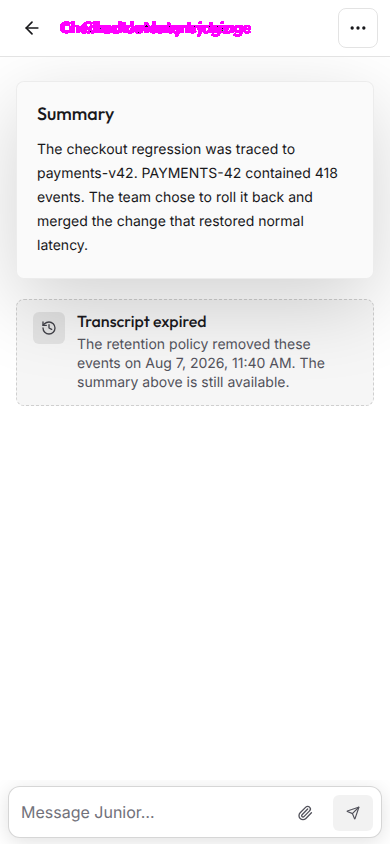 Summary
The checkout regression was traced to
payments-v42. PAYMENTS-42 contained 418
events. The team chose to roll it back and
merged the change that restored normal
latency.
Transcript expired
The retention policy removed these
events on Aug 7, 2026, 11:40 AM. The
summary above is still available.
Message Junior...